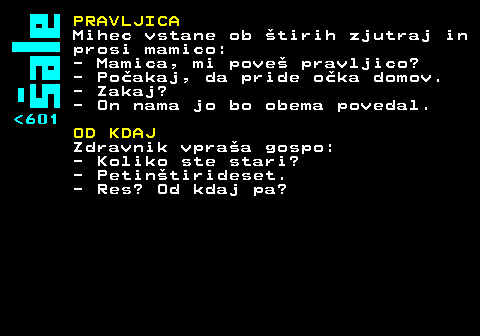 šale
<601
PRAVLJICA
Mihec vstane ob štirih zjutraj in
prosi mamico:
- Mamica, mi poveš pravljico?
- Počakaj, da pride očka domov.
- Zakaj?
- On nama jo bo obema povedal.
OD KDAJ
Zdravnik vpraša gospo:
- Koliko ste stari?
- Petinštirideset.
- Res? Od kdaj pa?